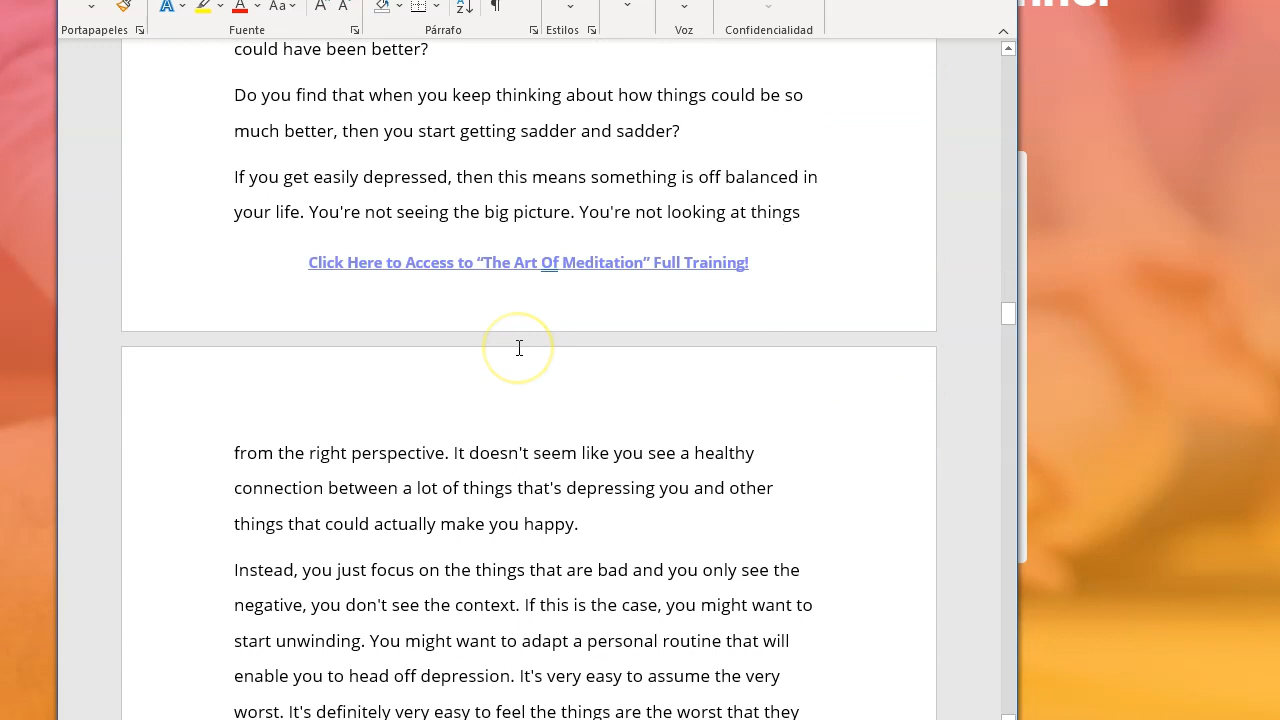 Aa
Portapapeles
Fuente
Párrafo
Estilos
Voz
Confidencialidad
could have been better?
Do you find that when you keep thinking about how things could be so
much better, then you start getting sadder and sadder?
If you get easily depressed, then this means something is off balanced in
your life. You're not seeing the big picture. You're not looking at things
Click Here to Access to “The Art Of Meditation” Full Training!
from the right perspective. It doesn't seem like you see a healthy
connection between a lot of things that's depressing you and other
things that could actually make you happy.
Instead, you just focus on the things that are bad and you only see the
negative, you don't see the context. If this is the case, you might want to
start unwinding. You might want to adapt a personal routine that will
enable you to head off depression. It's very easy to assume the very
worst. It's definitely very easy to feel the things are the worst that they